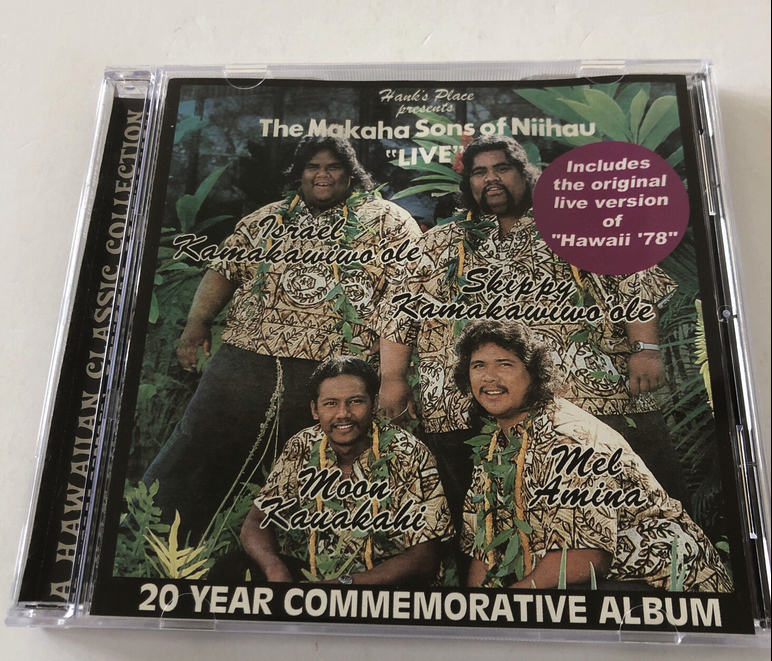 Hank's Place
presents
The Makaha Sons of Niihau
"LIVE"
Includes
the original
live version
of
"Hawaii '78"
Israel
Kamakawiwo'ole
Skippy
Kamakawiwo'ole
Moon
Kauakahi
Mel
Amina
20 YEAR COMMEMORATIVE ALBUM
A HAWAIIAN CLASSIC COLLECTION